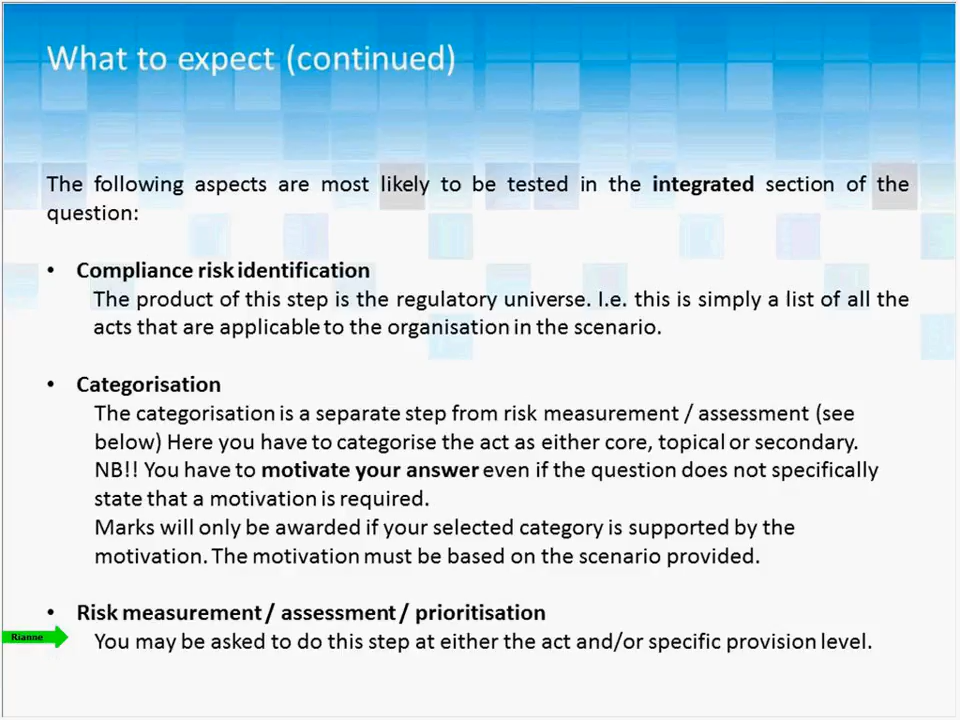 What to expect (continued)
The following aspects are most likely to be tested in the integrated section of the
question:
• Compliance risk identification
The product of this step is the regulatory universe. I.e. this is simply a list of all the
acts that are applicable to the organisation in the scenario.
• Categorisation
The categorisation is a separate step from risk measurement / assessment (see
below) Here you have to categorise the act as either core, topical or secondary.
NB!! You have to motivate your answer even if the question does not specifically
state that a motivation is required.
Marks will only be awarded if your selected category is supported by the
motivation. The motivation must be based on the scenario provided.
• Risk measurement / assessment / prioritisation
Rianne
You may be asked to do this step at either the act and/or specific provision level.